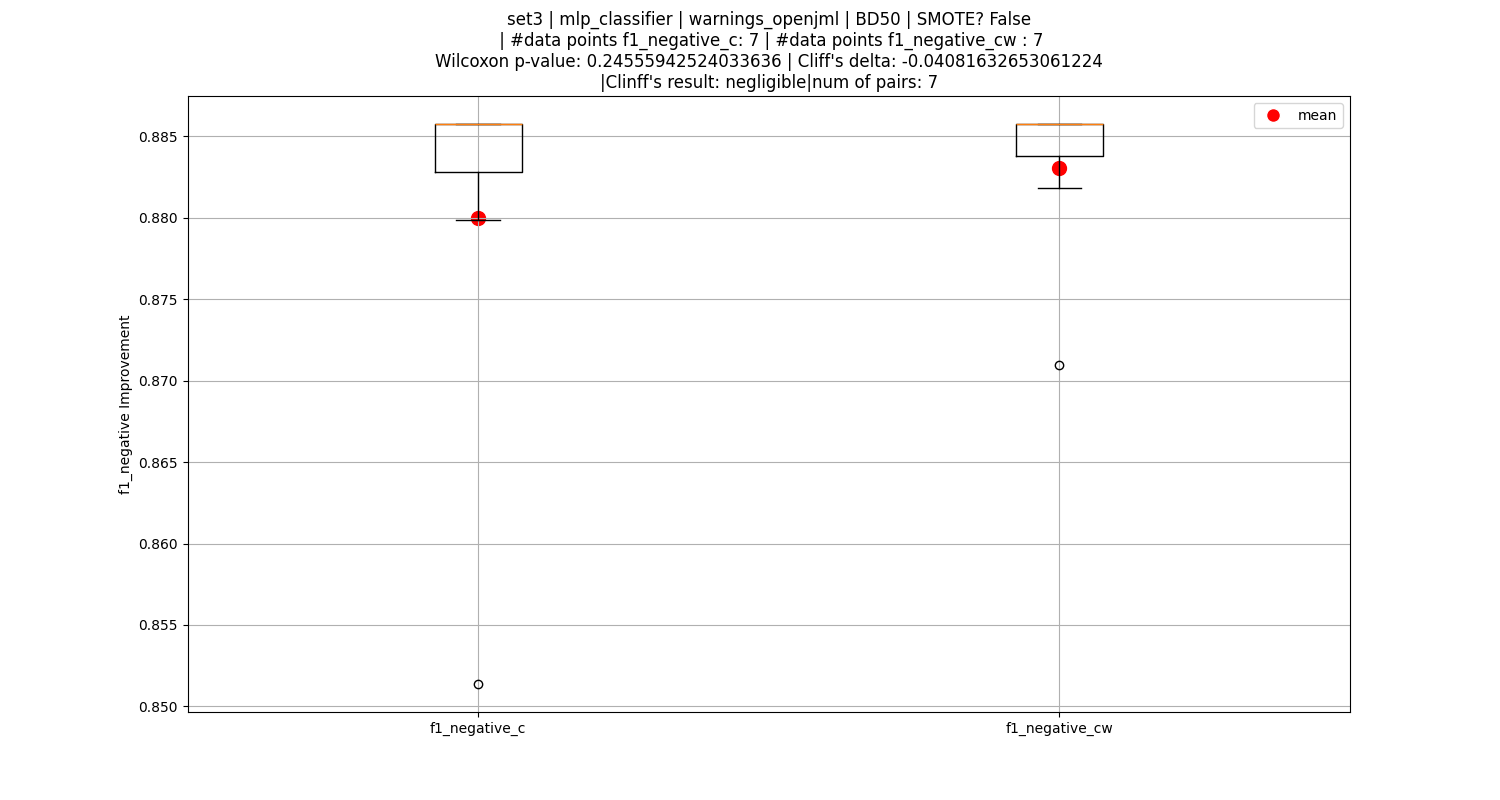 set3 | mlp_classifier | warnings_openjml | BD50 | SMOTE? False
| #data points f1_negative_c: 7 | #data points f1_negative_cw : 7
Wilcoxon p-value: 0.24555942524033636 | Cliff's delta: -0.04081632653061224
|Clinff's result: negligible|num of pairs: 7
mean
0.885
0.880
0.875
0.870
0.865
0.860
0.855
0.850
f1_negative Improvement
f1_negative_c
f1_negative_cw